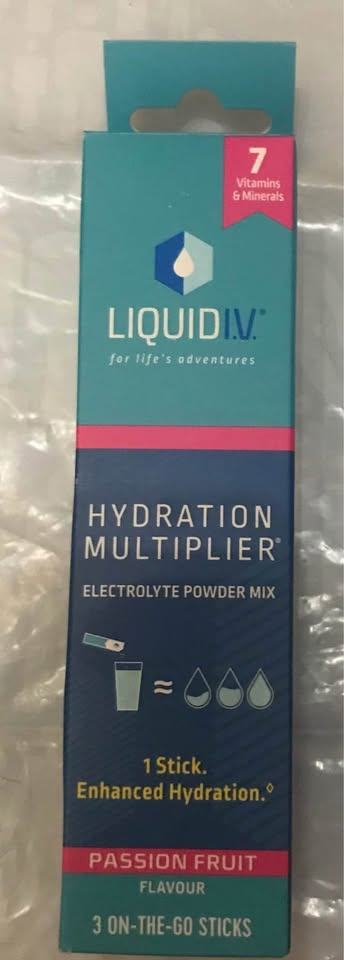 7
Vitamins
& Minerals
LIQUID I.V.®
for life's adventures
HYDRATION
MULTIPLIER®
ELECTROLYTE POWDER MIX
≈
1 Stick.
Enhanced Hydration.◊
PASSION FRUIT
FLAVOUR
3 ON-THE-GO STICKS